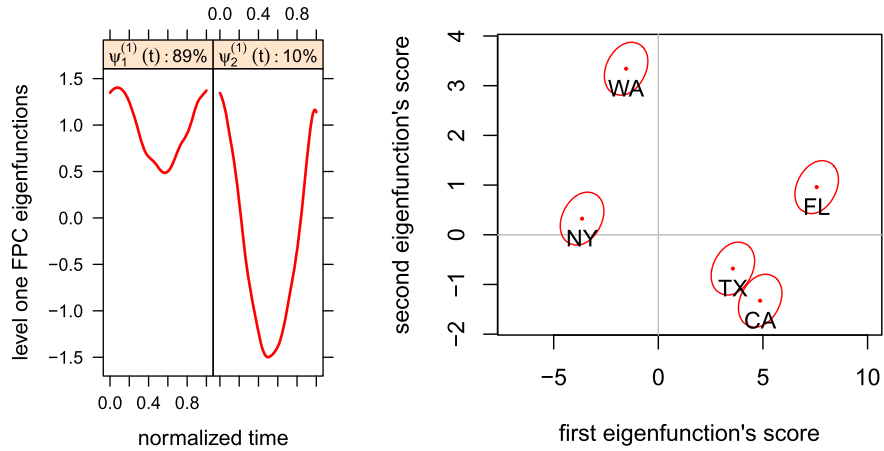 0.0 0.4 0.8
ψ₁⁽¹⁾ (t) : 89% ψ₂⁽¹⁾ (t) : 10%
level one FPC eigenfunctions
1.5
1.0
0.5
0.0
−0.5
−1.0
−1.5
0.0 0.4 0.8
normalized time
second eigenfunction's score
4
3
2
1
0
−1
−2
WA
FL
NY
TX
CA
−5 0 5 10
first eigenfunction's score